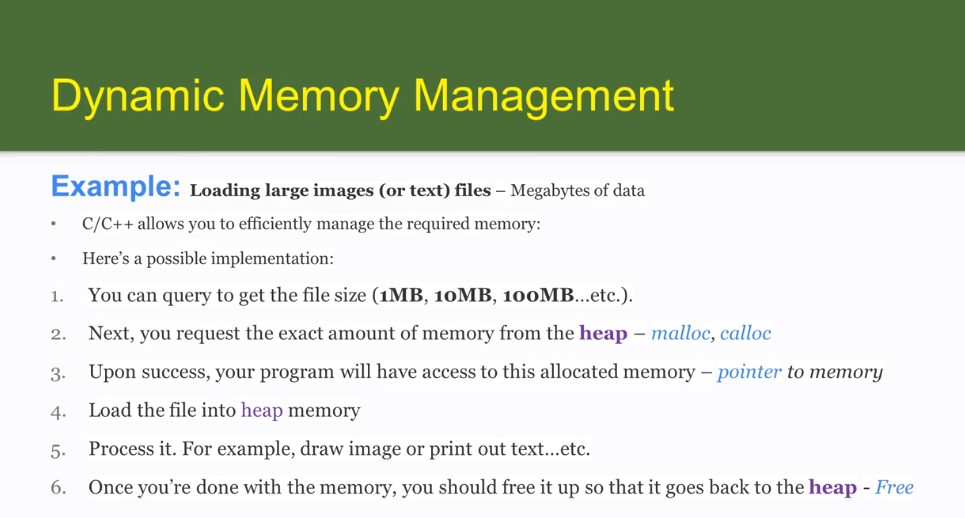 Dynamic Memory Management
Example: Loading large images (or text) files – Megabytes of data
• C/C++ allows you to efficiently manage the required memory:
• Here's a possible implementation:
1. You can query to get the file size (1MB, 10MB, 100MB...etc.).
2. Next, you request the exact amount of memory from the heap – malloc, calloc
3. Upon success, your program will have access to this allocated memory – pointer to memory
4. Load the file into heap memory
5. Process it. For example, draw image or print out text...etc.
6. Once you're done with the memory, you should free it up so that it goes back to the heap - Free